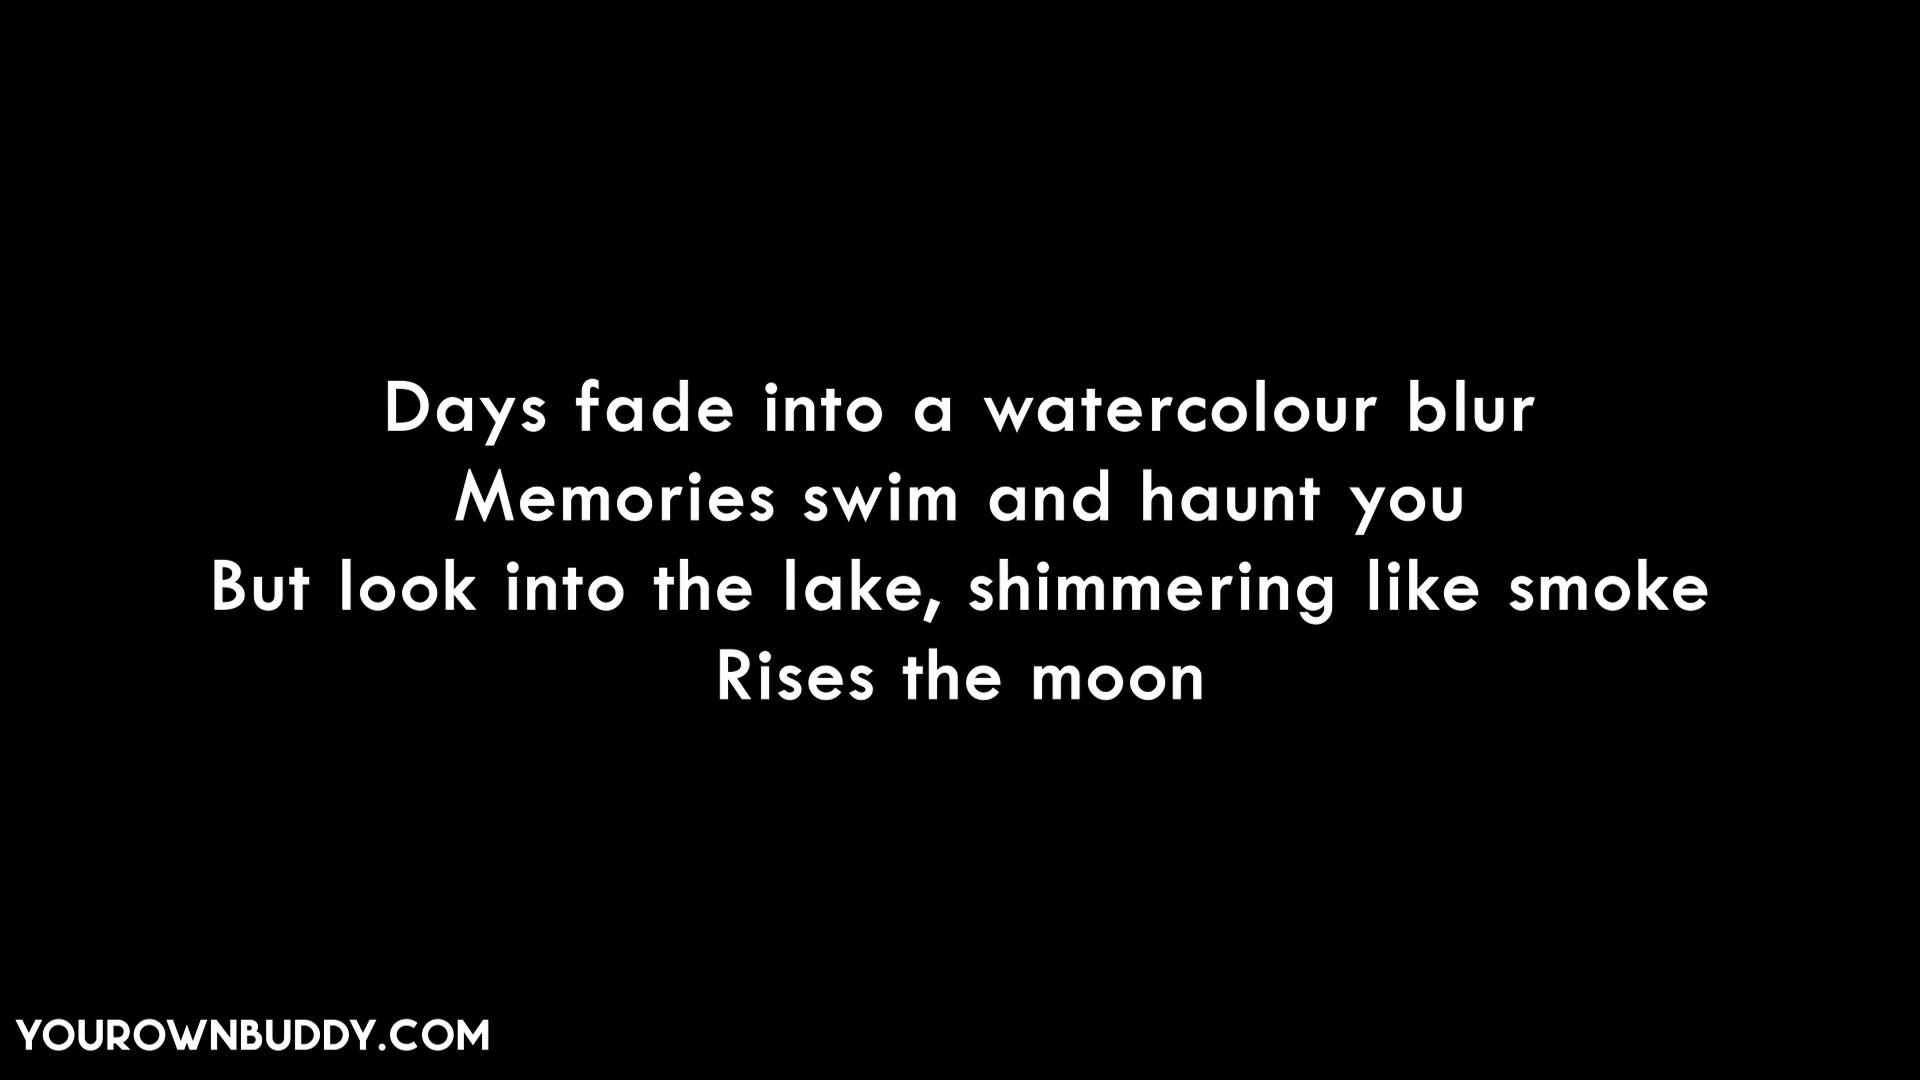 Days fade into a watercolour blur
Memories swim and haunt you
But look into the lake, shimmering like smoke
Rises the moon
YOUROWNBUDDY.COM